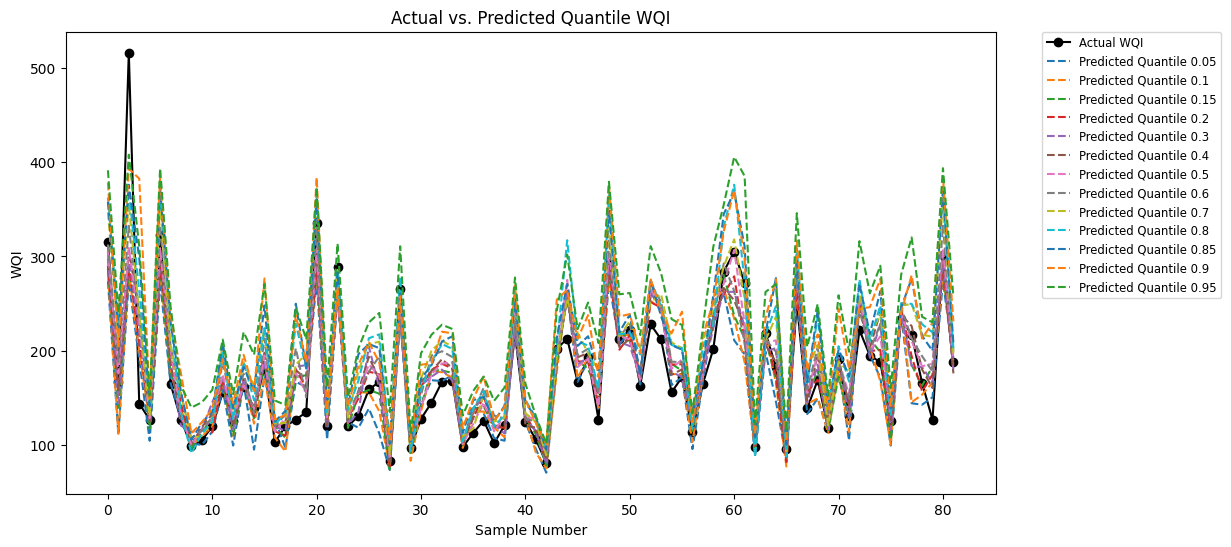 Actual vs. Predicted Quantile WQI
500
400
300
200
100
WQI
0
10
20
30
40
50
60
70
80
Sample Number
Actual WQI
Predicted Quantile 0.05
Predicted Quantile 0.1
Predicted Quantile 0.15
Predicted Quantile 0.2
Predicted Quantile 0.3
Predicted Quantile 0.4
Predicted Quantile 0.5
Predicted Quantile 0.6
Predicted Quantile 0.7
Predicted Quantile 0.8
Predicted Quantile 0.85
Predicted Quantile 0.9
Predicted Quantile 0.95